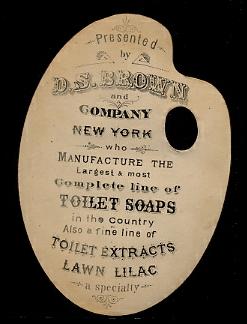 Presented
by
D.S. BROWN
and
COMPANY
NEW YORK
who
MANUFACTURE THE
Largest & most
Complete line of
TOILET SOAPS
in the Country
Also a fine line of
TOILET EXTRACTS
LAWN LILAC
a specialty